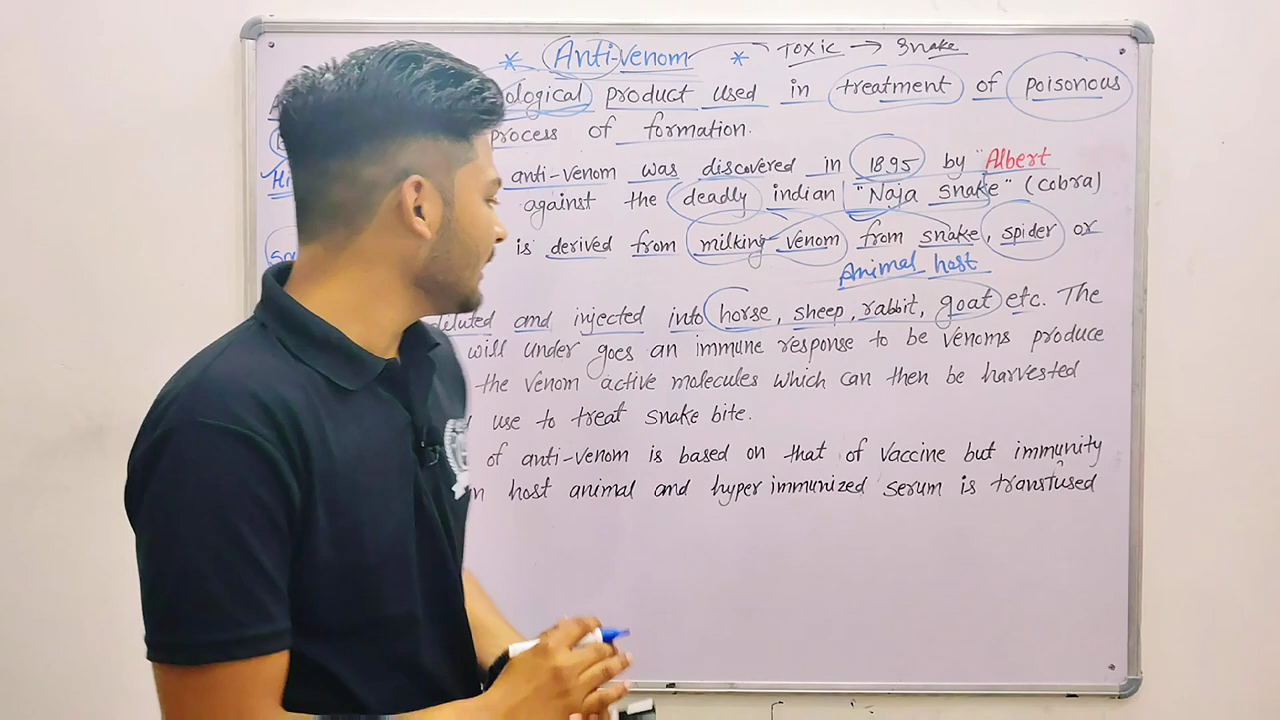 * Anti-venom * Toxic → Snake
ological product used in treatment of poisonous
process of formation.
Hi anti-venom was discovered in 1895 by "Albert
against the deadly indian "Naja snake" (cobra)
is derived from milking-venom from snake, spider or
Animal host
deluted and injected into horse, sheep, rabbit, goat etc. The
will under goes an immune response to be venoms produce
the venom active molecules which can then be harvested
use to treat snake bite.
of anti-venom is based on that of vaccine but immunity
host animal and hyper immunized serum is transfused